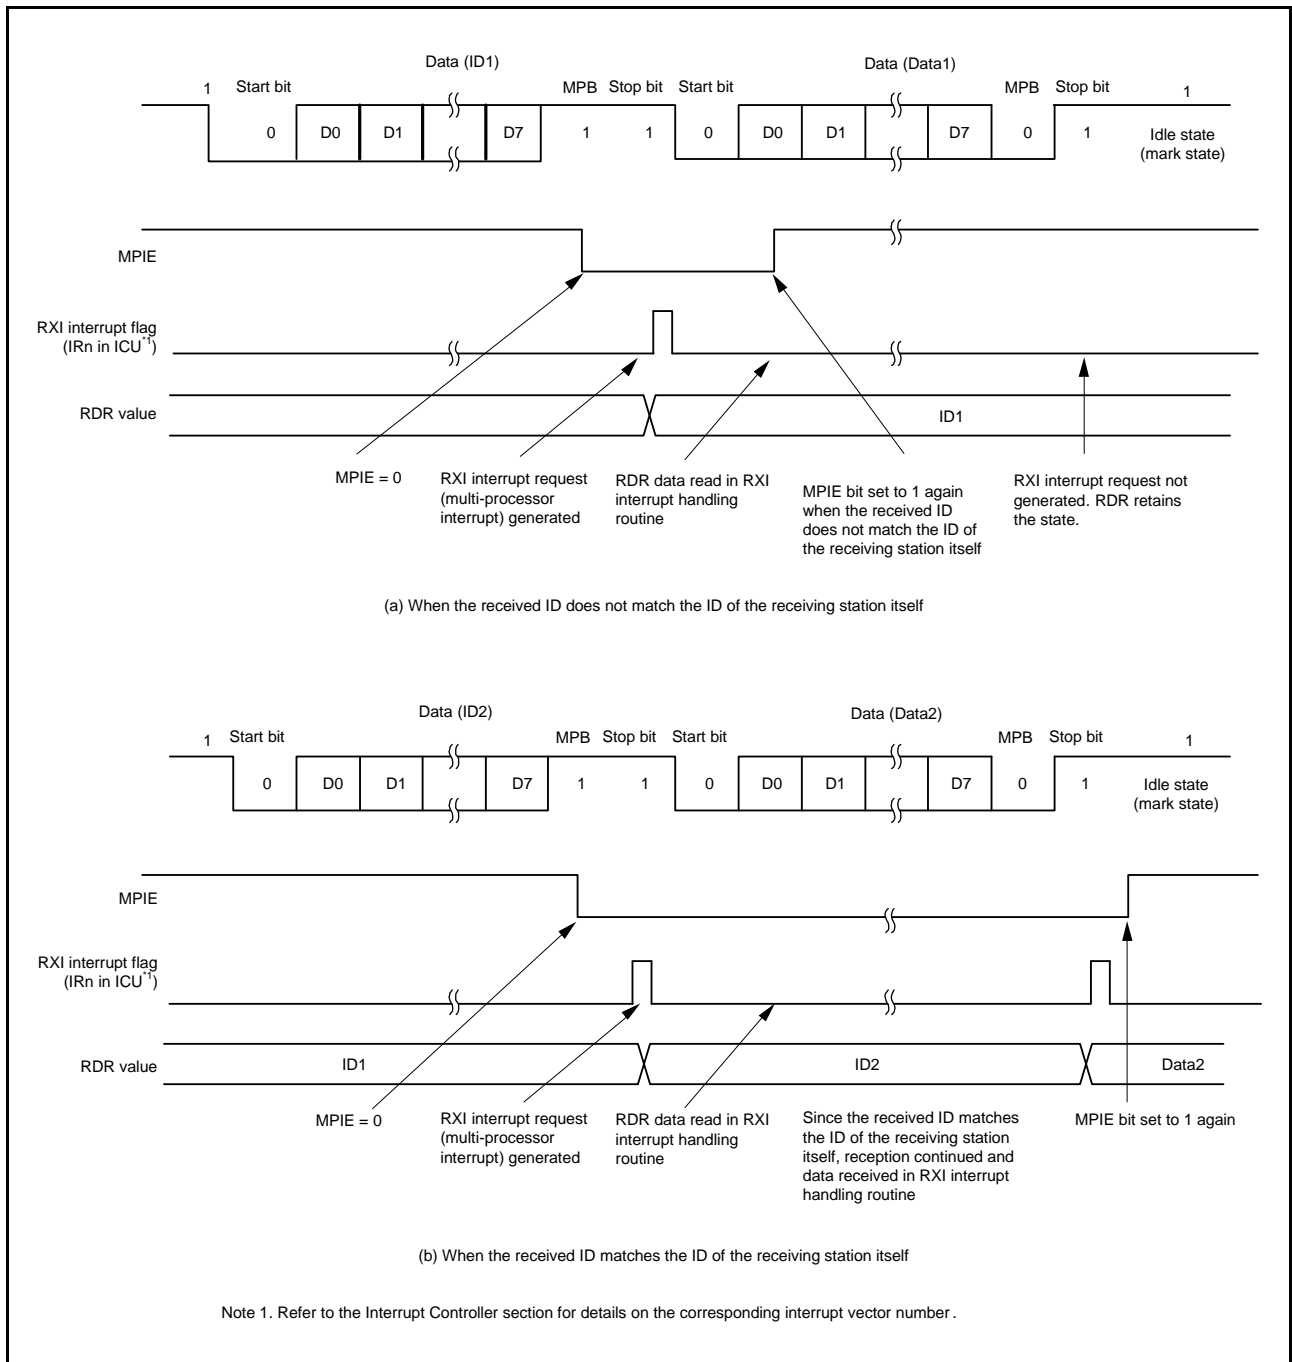 Data (ID1) Data (Data1)
1 Start bit MPB Stop bit Start bit MPB Stop bit 1
0 D0 D1 D7 1 1 0 D0 D1 D7 0 1 Idle state
(mark state)
MPIE
RXI interrupt flag
(IRn in ICU*1)
RDR value ID1
MPIE = 0
RXI interrupt request
(multi-processor
interrupt) generated
RDR data read in RXI
interrupt handling
routine
MPIE bit set to 1 again
when the received ID
does not match the ID of
the receiving station itself
RXI interrupt request not
generated. RDR retains
the state.
(a) When the received ID does not match the ID of the receiving station itself
Data (ID2) Data (Data2)
1 Start bit MPB Stop bit Start bit MPB Stop bit 1
0 D0 D1 D7 1 1 0 D0 D1 D7 0 1 Idle state
(mark state)
MPIE
RXI interrupt flag
(IRn in ICU*1)
RDR value ID1 ID2 Data2
MPIE = 0
RXI interrupt request
(multi-processor
interrupt) generated
RDR data read in RXI
interrupt handling
routine
Since the received ID matches
the ID of the receiving station
itself, reception continued and
data received in RXI interrupt
handling routine
MPIE bit set to 1 again
(b) When the received ID matches the ID of the receiving station itself
Note 1. Refer to the Interrupt Controller section for details on the corresponding interrupt vector number.